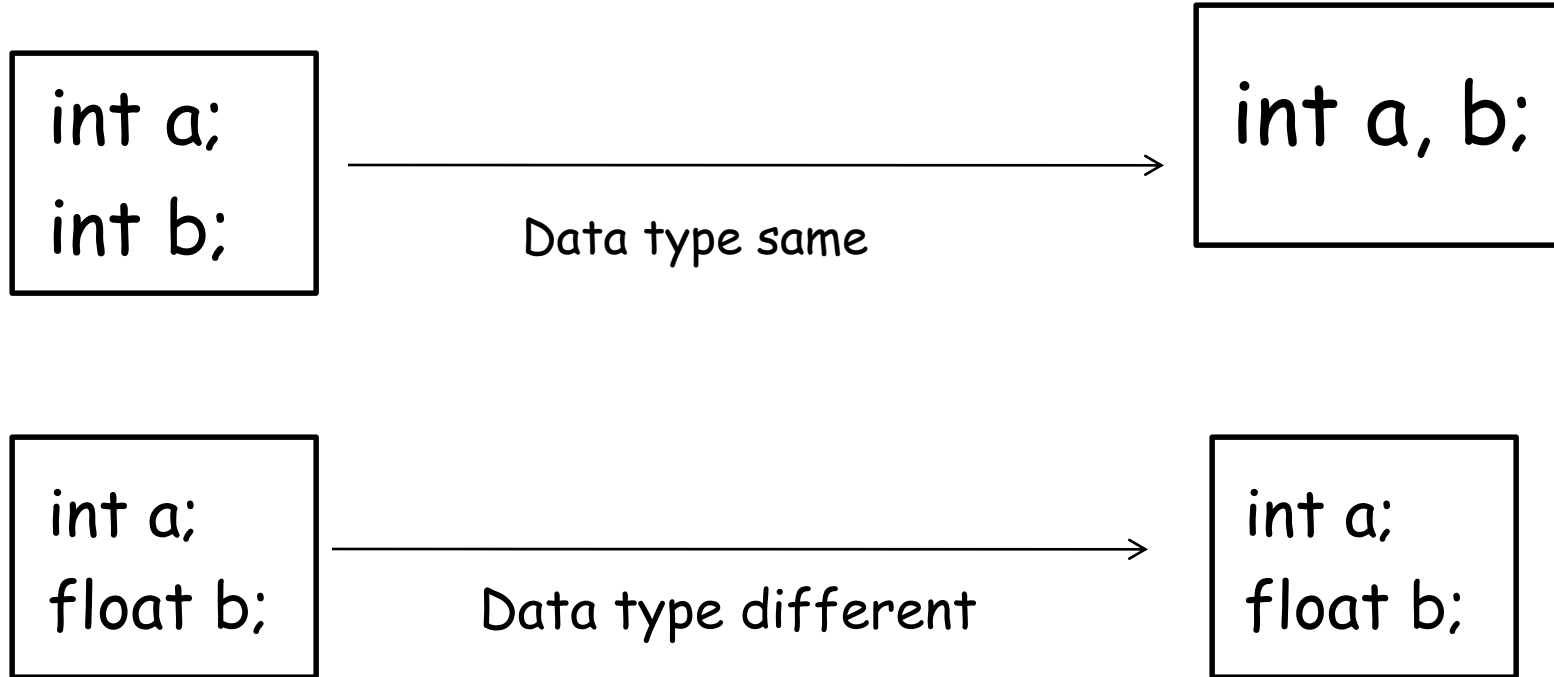 int a;
int b;
Data type same
int a, b;
int a;
float b;
Data type different
int a;
float b;